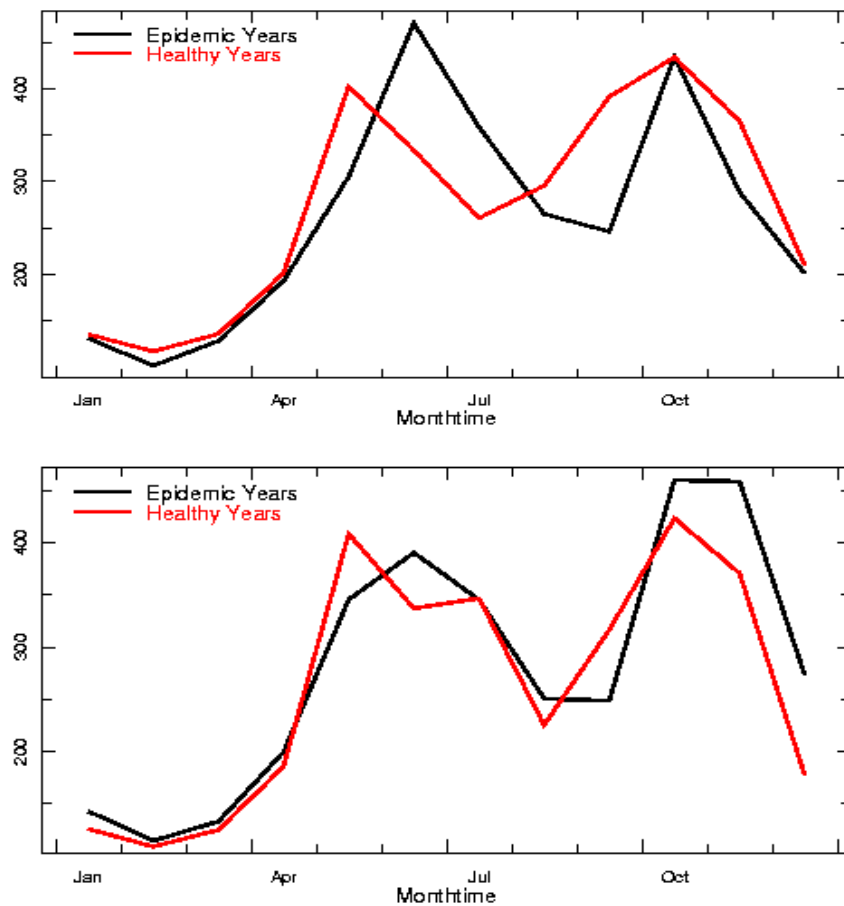 Epidemic Years
Healthy Years
400
300
200
Jan Apr Jul Oct
Monthtime
Epidemic Years
Healthy Years
400
300
200
Jan Apr Jul Oct
Monthtime